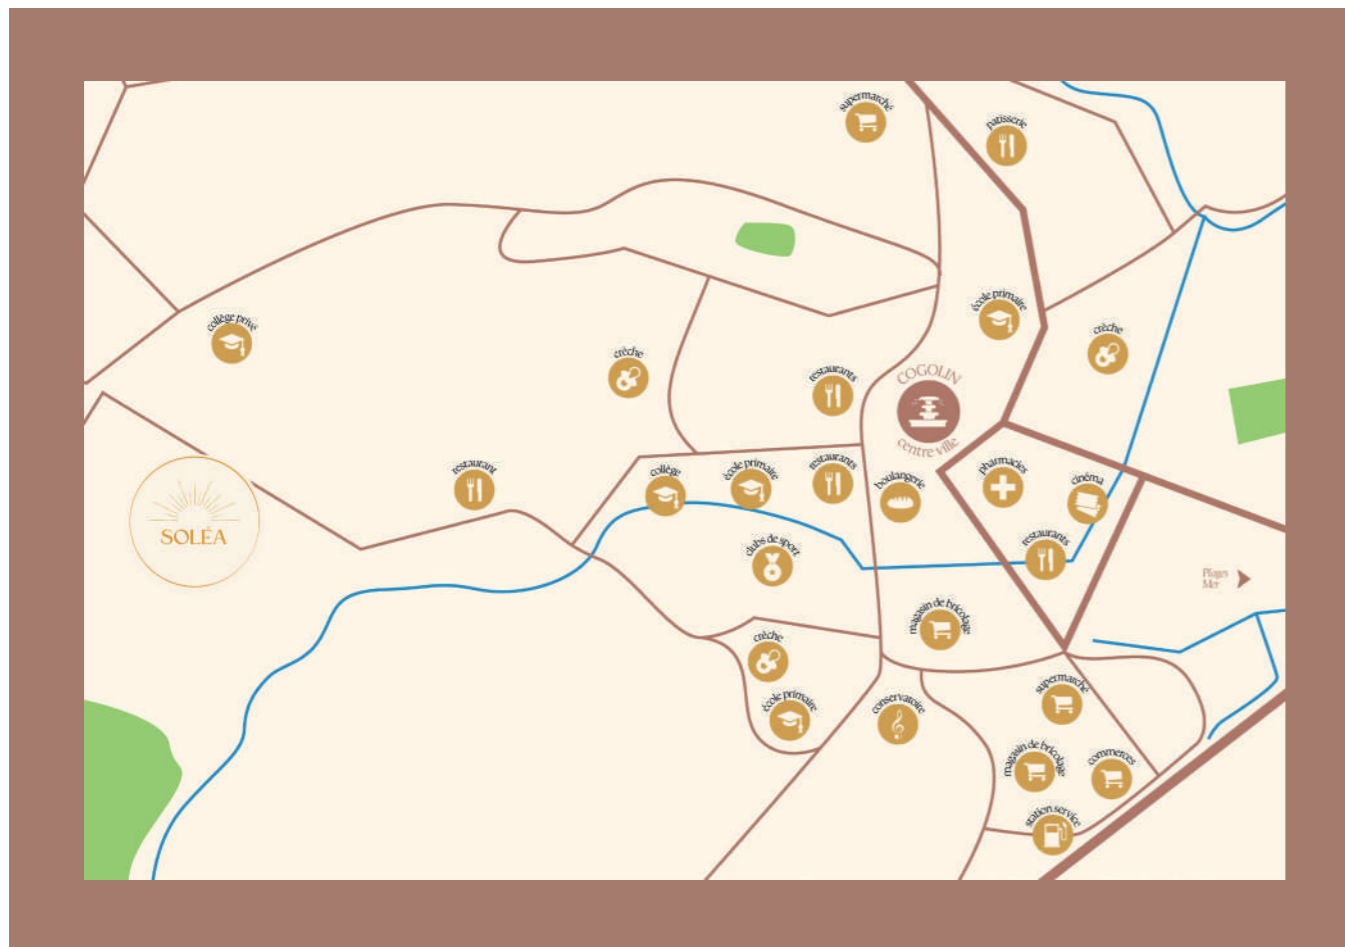 supermarché
patisserie
école primaire
collège privé
crèche
crèche
restaurants
COGOLIN
centre ville
restaurant
collège
école primaire
restaurants
boulangerie
pharmacies
cinéma
SOLÉA
clubs de sport
restaurants
Plages
Mer
magasin de bricolage
crèche
école primaire
conservatoire
supermarché
magasin de bricolage
commerces
station service